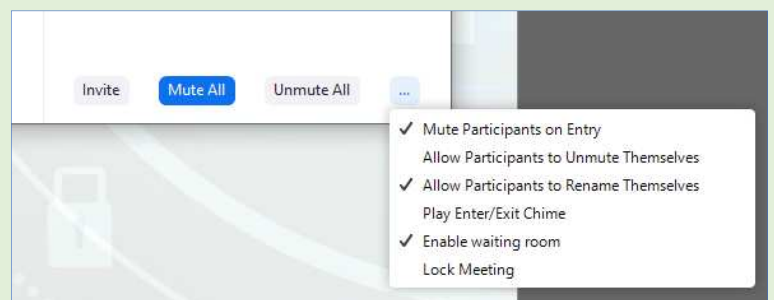 Invite Mute All Unmute All ...
✓ Mute Participants on Entry
Allow Participants to Unmute Themselves
✓ Allow Participants to Rename Themselves
Play Enter/Exit Chime
✓ Enable waiting room
Lock Meeting